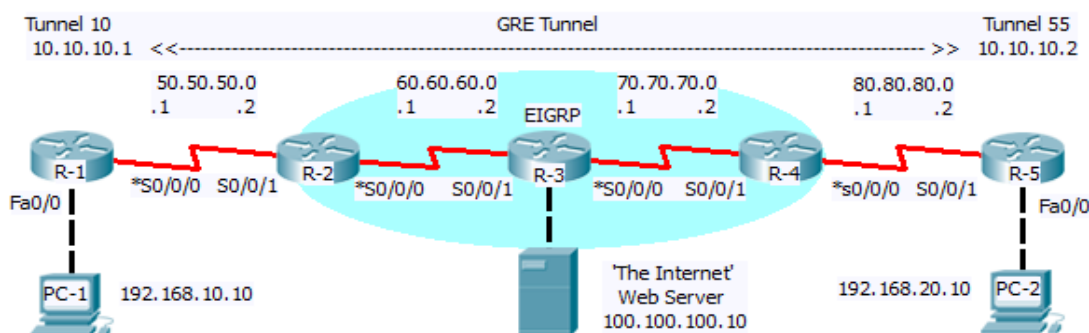 Tunnel 10 GRE Tunnel Tunnel 55
10.10.10.1 <<------------------------------------------------------------------------------------------------>> 10.10.10.2
50.50.50.0 60.60.60.0 70.70.70.0 80.80.80.0
.1 .2 .1 .2 .1 .2 .1 .2
EIGRP
R-1 R-2 R-3 R-4 R-5
*S0/0/0 S0/0/1 *S0/0/0 S0/0/1 *S0/0/0 S0/0/1 *s0/0/0 S0/0/1
Fa0/0 Fa0/0
PC-1 192.168.10.10
'The Internet'
Web Server
100.100.100.10
192.168.20.10 PC-2